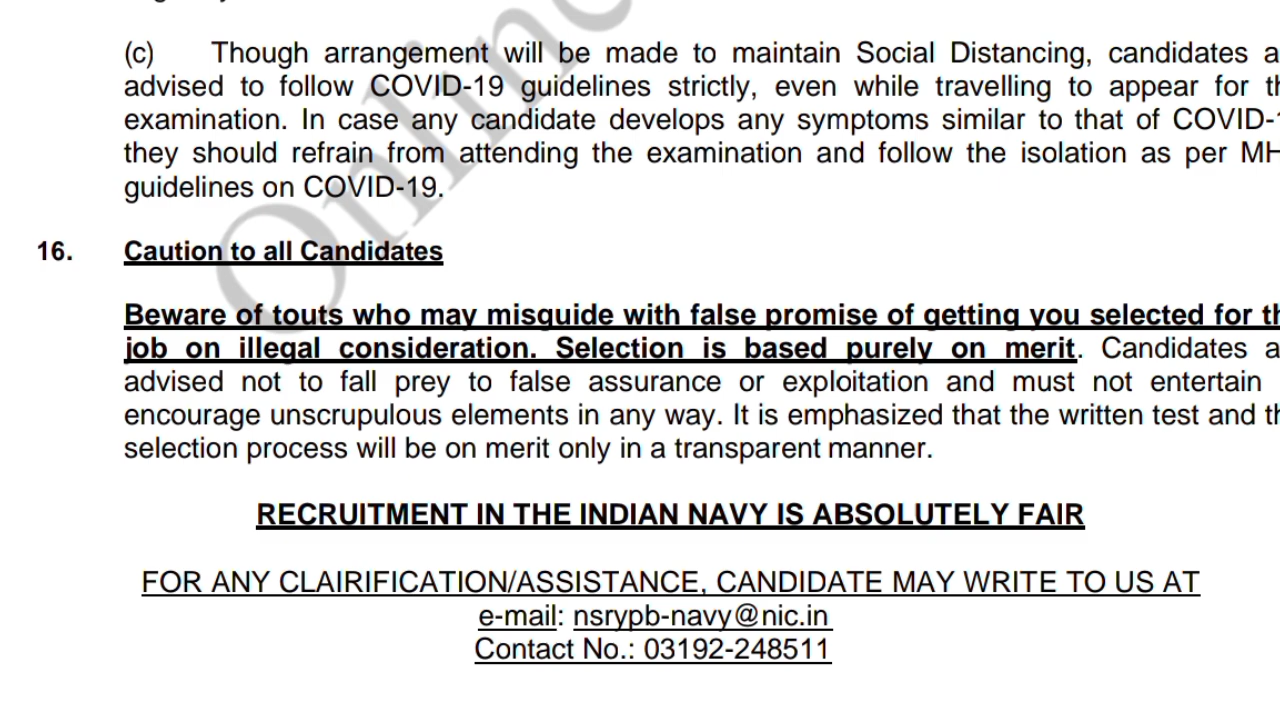 (c) Though arrangement will be made to maintain Social Distancing, candidates
advised to follow COVID-19 guidelines strictly, even while travelling to appear for
examination. In case any candidate develops any symptoms similar to that of
they should refrain from attending the examination and follow the isolation as per
guidelines on COVID-19.
16. Caution to all Candidates
Beware of touts who may misguide with false promise of getting you selected for
job on illegal consideration. Selection is based purely on merit. Candidates
advised not to fall prey to false assurance or exploitation and must not entertain
encourage unscrupulous elements in any way. It is emphasized that the written test and
selection process will be on merit only in a transparent manner.
RECRUITMENT IN THE INDIAN NAVY IS ABSOLUTELY FAIR
FOR ANY CLAIRIFICATION/ASSISTANCE, CANDIDATE MAY WRITE TO US AT
e-mail: nsrypb-navy@nic.in
Contact No.: 03192-248511
Online